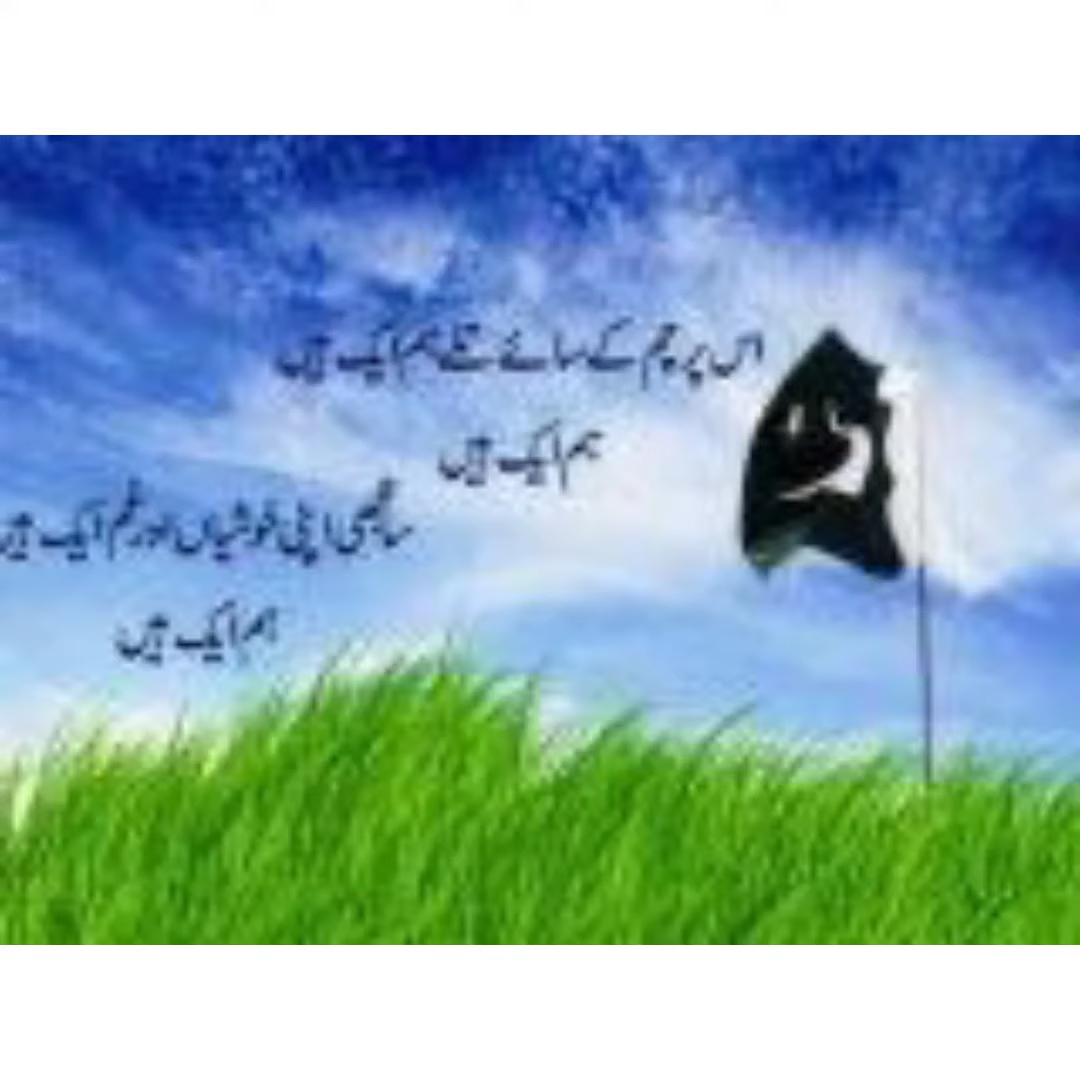 اس پرچم کے سائے تلے ہم ایک ہیں
ہم ایک ہیں
سانجھی اپنی خوشیاں اور غم ایک ہیں
ہم ایک ہیں